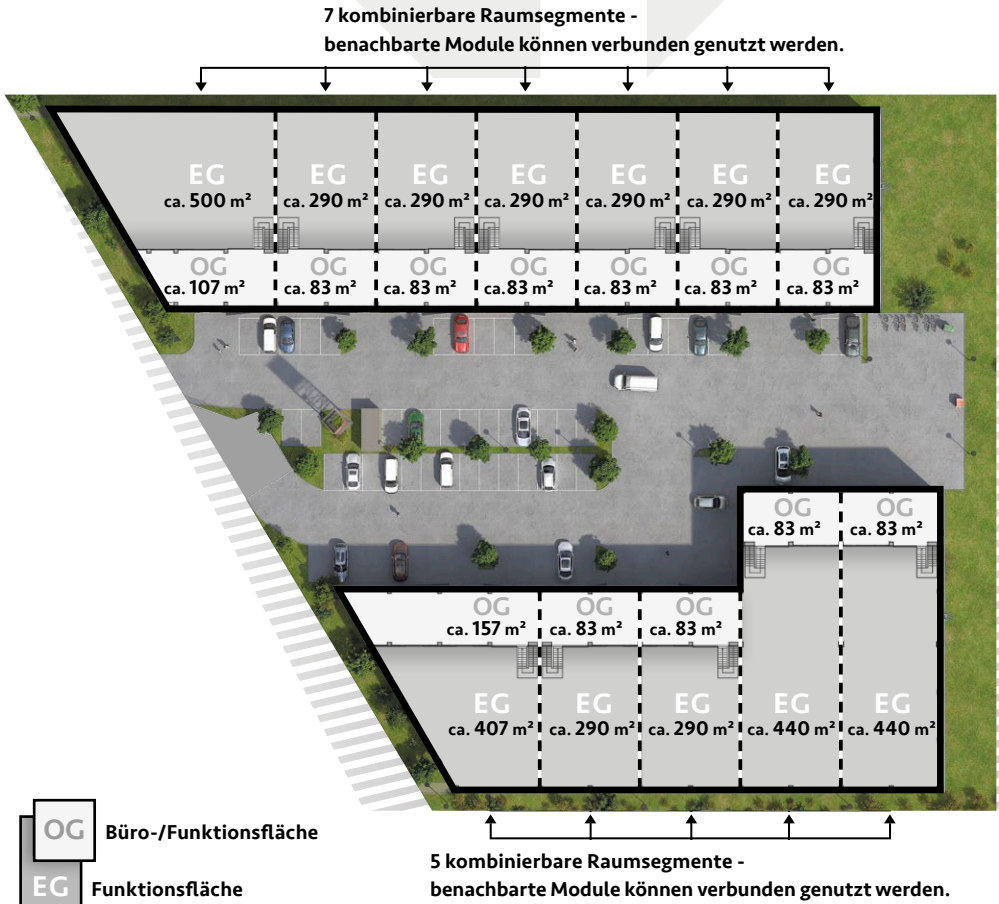 7 kombinierbare Raumsegmente -
benachbarte Module können verbunden genutzt werden.
EG EG EG EG EG EG EG
ca. 500 m² ca. 290 m² ca. 290 m² ca. 290 m² ca. 290 m² ca. 290 m² ca. 290 m²
OG OG OG OG OG OG OG
ca. 107 m² ca. 83 m² ca. 83 m² ca. 83 m² ca. 83 m² ca. 83 m² ca. 83 m²
OG OG
ca. 83 m² ca. 83 m²
OG OG OG
ca. 157 m² ca. 83 m² ca. 83 m²
EG EG EG EG EG
ca. 407 m² ca. 290 m² ca. 290 m² ca. 440 m² ca. 440 m²
OG Büro-/Funktionsfläche
EG Funktionsfläche
5 kombinierbare Raumsegmente -
benachbarte Module können verbunden genutzt werden.